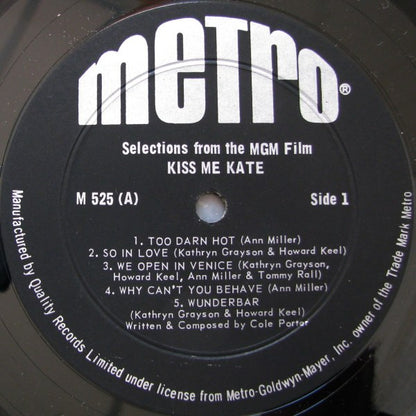 metro®
Selections from the MGM Film
KISS ME KATE
M 525 (A) Side 1
1. TOO DARN HOT (Ann Miller)
2. SO IN LOVE (Kathryn Grayson & Howard Keel)
3. WE OPEN IN VENICE (Kathryn Grayson,
Howard Keel, Ann Miller & Tommy Rall)
4. WHY CAN'T YOU BEHAVE (Ann Miller)
5. WUNDERBAR
(Kathryn Grayson & Howard Keel)
Written & Composed by Cole Porter
Manufactured by Quality Records Limited under license from Metro-Goldwyn-Mayer, Inc. owner of the Trade Mark Metro